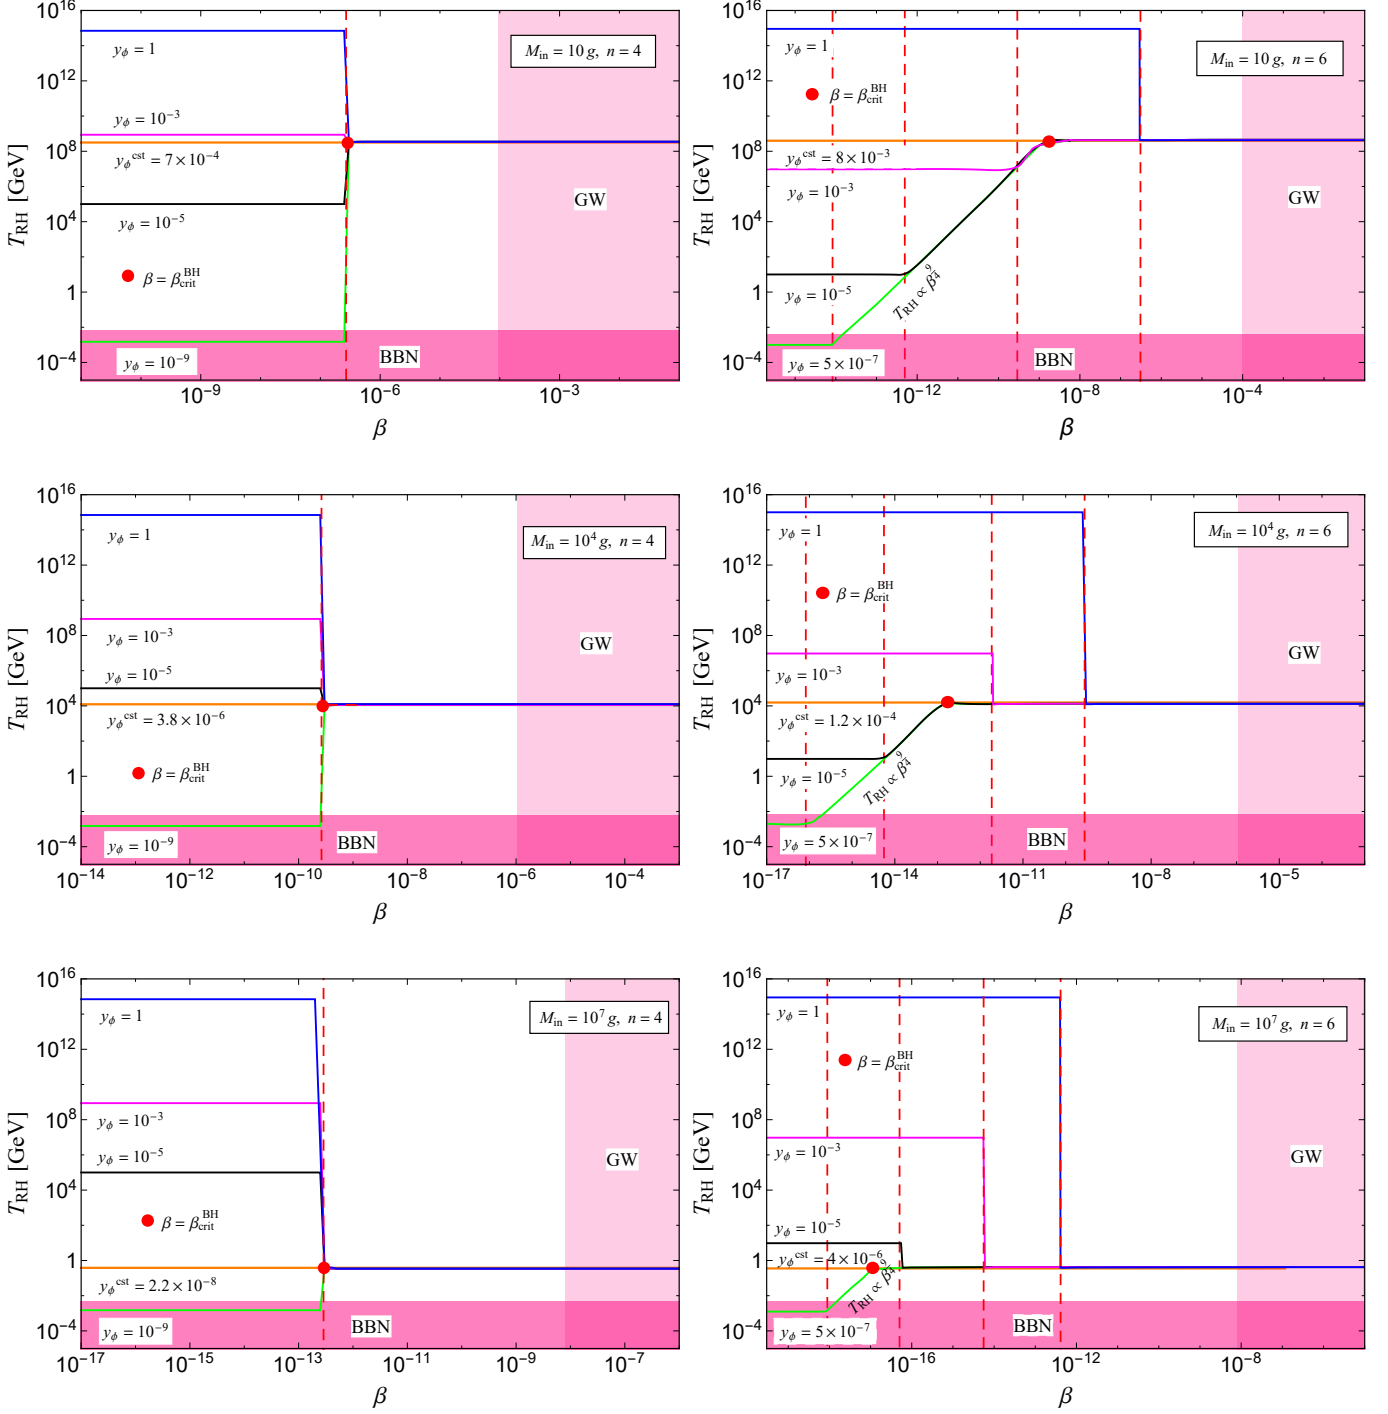 10^16
10^12
10^8
10^4
1
10^-4
T_RH [GeV]
y_ϕ = 1
y_ϕ = 10^-3
y_ϕ^cst = 7×10^-4
y_ϕ = 10^-5
β = β_crit^BH
y_ϕ = 10^-9
M_in = 10 g, n = 4
GW
BBN
10^-9
10^-6
10^-3
β
10^16
10^12
10^8
10^4
1
10^-4
T_RH [GeV]
y_ϕ = 1
β = β_crit^BH
y_ϕ^cst = 8×10^-3
y_ϕ = 10^-3
y_ϕ = 10^-5
T_RH ∝ β^9/4
y_ϕ = 5×10^-7
M_in = 10 g, n = 6
GW
BBN
10^-12
10^-8
10^-4
β
10^16
10^12
10^8
10^4
1
10^-4
T_RH [GeV]
y_ϕ = 1
y_ϕ = 10^-3
y_ϕ = 10^-5
y_ϕ^cst = 3.8×10^-6
β = β_crit^BH
y_ϕ = 10^-9
M_in = 10^4 g, n = 4
GW
BBN
10^-14
10^-12
10^-10
10^-8
10^-6
10^-4
β
10^16
10^12
10^8
10^4
1
10^-4
T_RH [GeV]
y_ϕ = 1
β = β_crit^BH
y_ϕ = 10^-3
y_ϕ^cst = 1.2×10^-4
y_ϕ = 10^-5
T_RH ∝ β^9/4
y_ϕ = 5×10^-7
M_in = 10^4 g, n = 6
GW
BBN
10^-17
10^-14
10^-11
10^-8
10^-5
β
10^16
10^12
10^8
10^4
1
10^-4
T_RH [GeV]
y_ϕ = 1
y_ϕ = 10^-3
y_ϕ = 10^-5
β = β_crit^BH
y_ϕ^cst = 2.2×10^-8
y_ϕ = 10^-9
M_in = 10^7 g, n = 4
GW
BBN
10^-17
10^-15
10^-13
10^-11
10^-9
10^-7
β
10^16
10^12
10^8
10^4
1
10^-4
T_RH [GeV]
y_ϕ = 1
β = β_crit^BH
y_ϕ = 10^-3
y_ϕ = 10^-5
y_ϕ^cst = 4×10^-6
T_RH ∝ β^9/4
y_ϕ = 5×10^-7
M_in = 10^7 g, n = 6
GW
BBN
10^-16
10^-12
10^-8
β